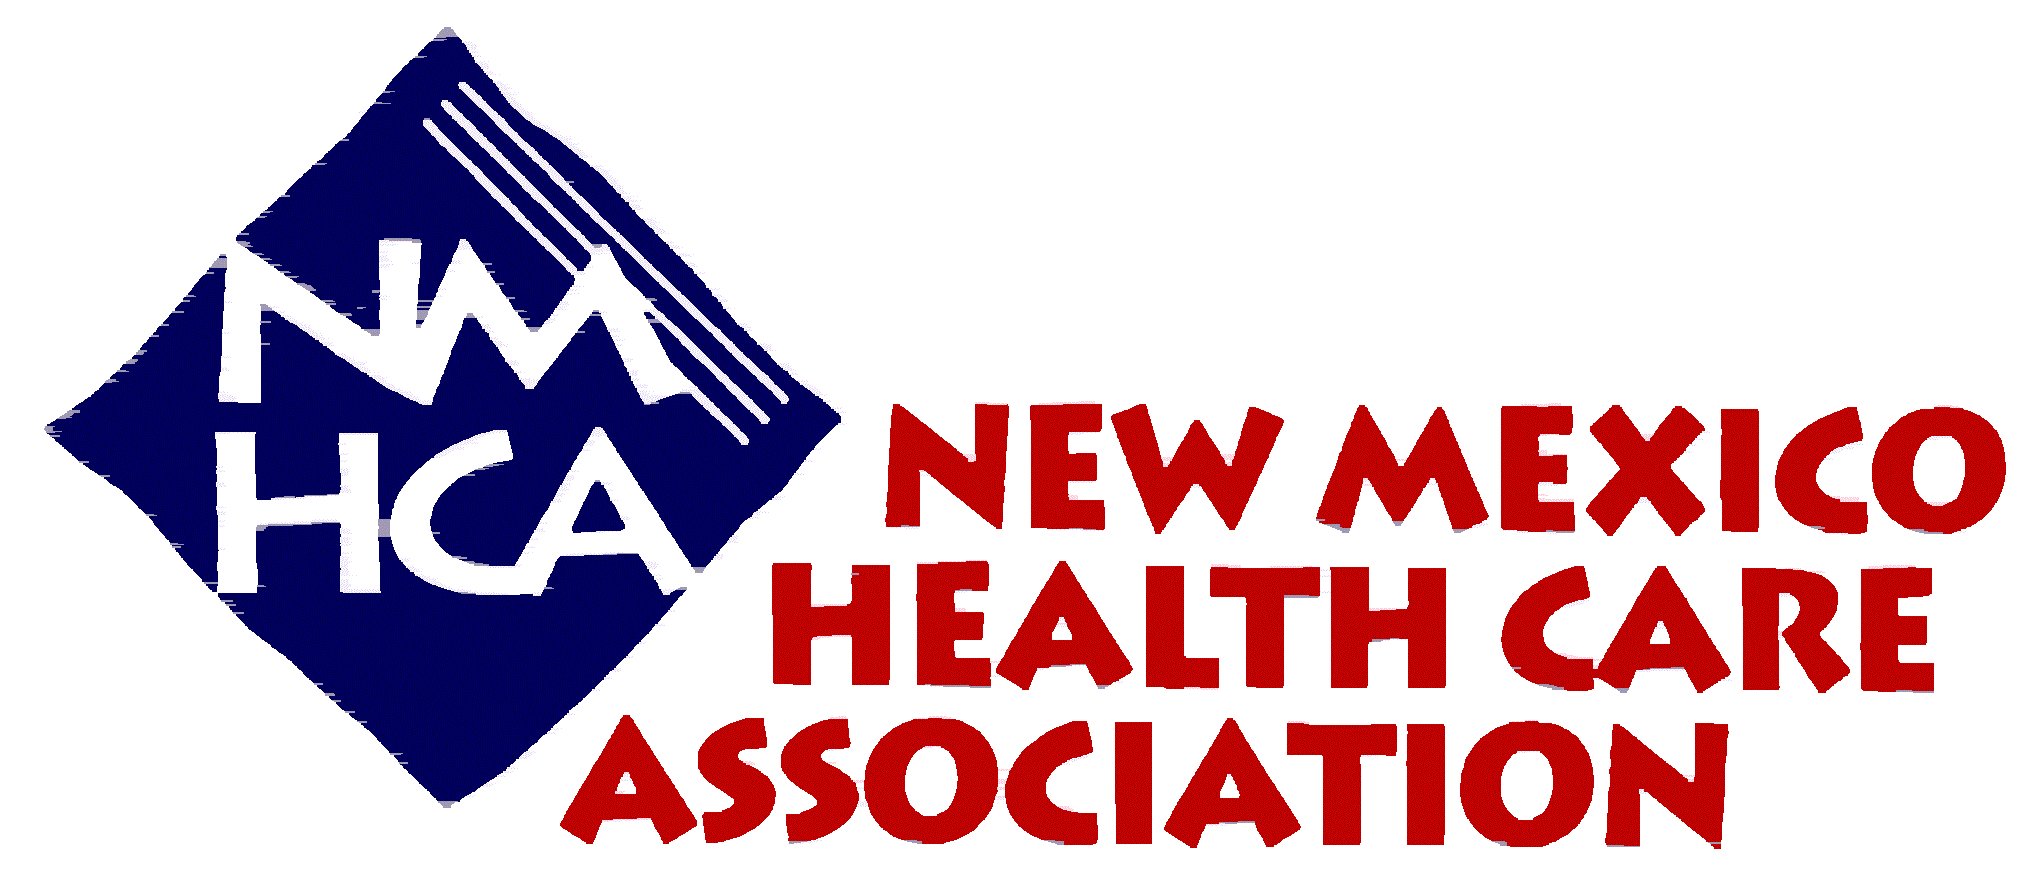 NM
HCA
NEW MEXICO
HEALTH CARE
ASSOCIATION